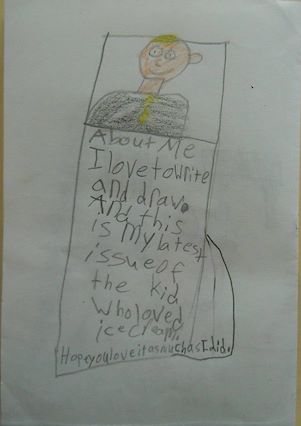 About Me
I love to write
and draw.
And this
is my latest
issue of
the kid
who loved
ice cream.
Hope you love it as much as I did.